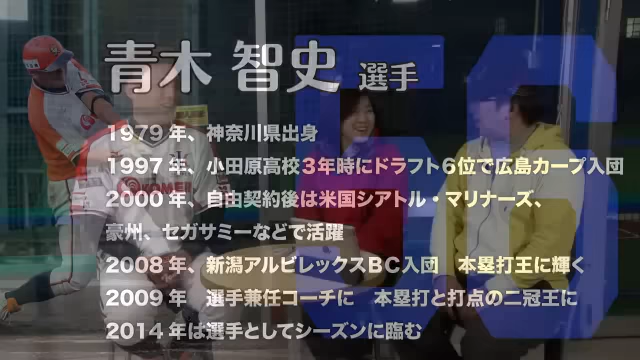 青木 智史 選手
1979年、神奈川県出身
1997年、小田原高校3年時にドラフト6位で広島カープ入団
2000年、自由契約後は米国シアトル・マリナーズ、
豪州、セガサミーなどで活躍
2008年、新潟アルビレックスBC入団　本塁打王に輝く
2009年　選手兼任コーチに　本塁打と打点の二冠王に
2014年は選手としてシーズンに臨む